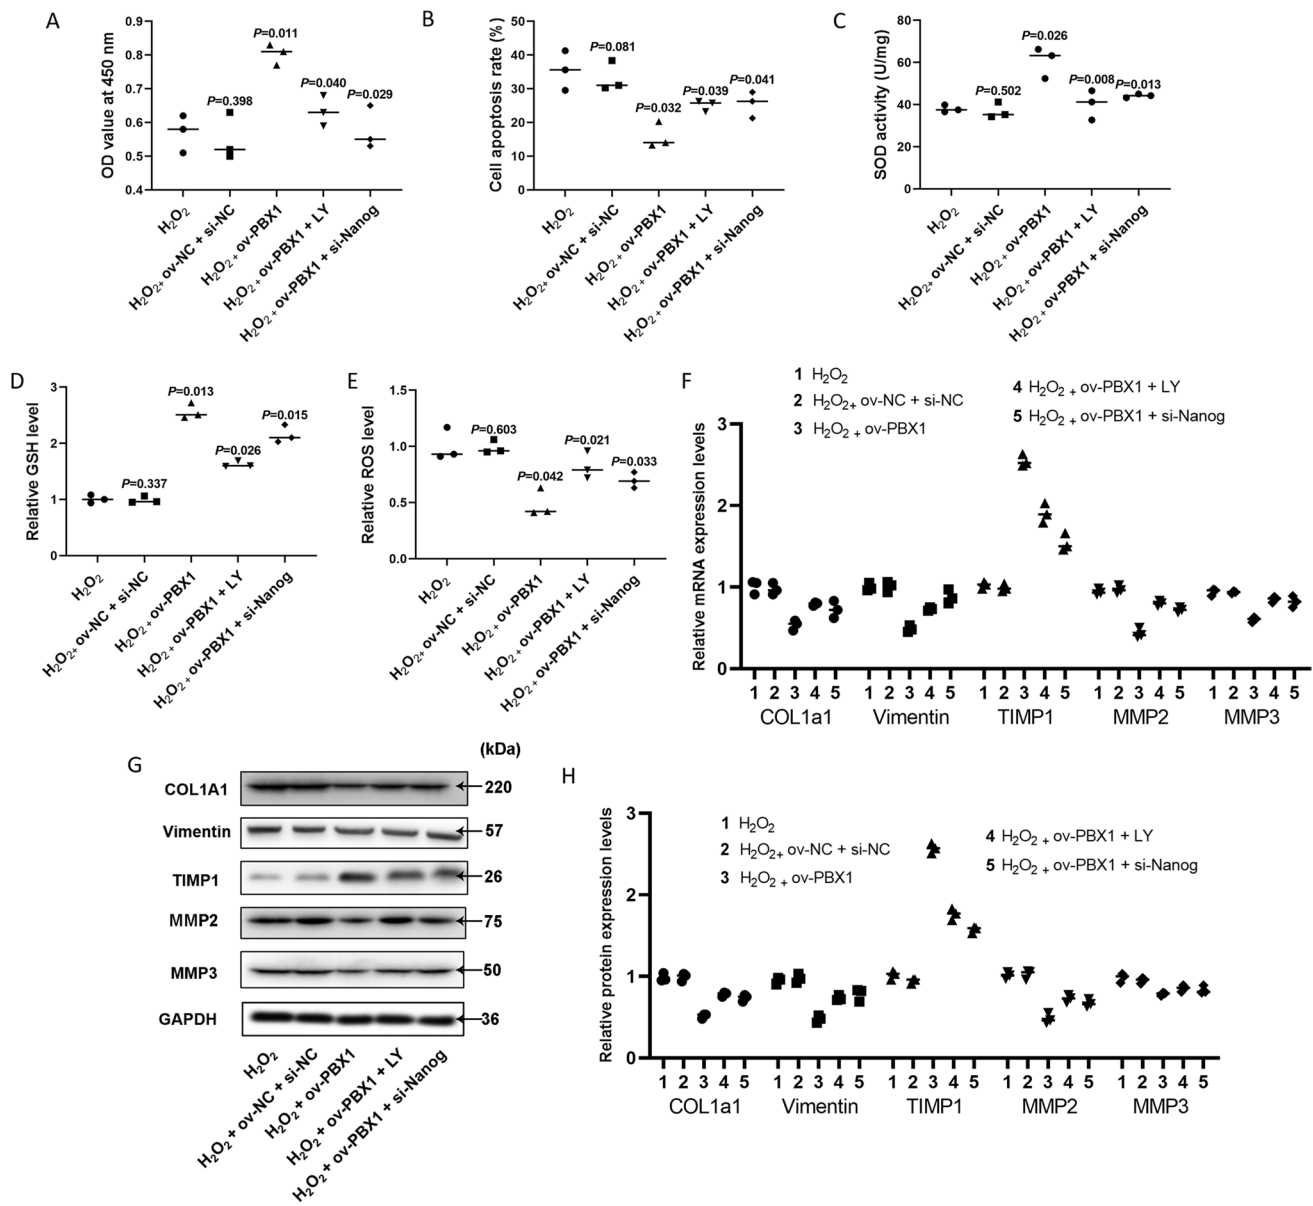 A
OD value at 450 nm
0.9
0.8
0.7
0.6
0.5
0.4
P=0.398
P=0.011
P=0.040
P=0.029
H₂O₂
H₂O₂+ ov-NC + si-NC
H₂O₂ + ov-PBX1
H₂O₂ + ov-PBX1 + LY
H₂O₂ + ov-PBX1 + si-Nanog
B
Cell apoptosis rate (%)
50
40
30
20
10
0
P=0.081
P=0.032
P=0.039
P=0.041
H₂O₂
H₂O₂+ ov-NC + si-NC
H₂O₂ + ov-PBX1
H₂O₂ + ov-PBX1 + LY
H₂O₂ + ov-PBX1 + si-Nanog
C
SOD activity (U/mg)
80
60
40
20
0
P=0.502
P=0.026
P=0.008
P=0.013
H₂O₂
H₂O₂+ ov-NC + si-NC
H₂O₂ + ov-PBX1
H₂O₂ + ov-PBX1 + LY
H₂O₂ + ov-PBX1 + si-Nanog
D
Relative GSH level
3
2
1
0
P=0.337
P=0.013
P=0.026
P=0.015
H₂O₂
H₂O₂+ ov-NC + si-NC
H₂O₂ + ov-PBX1
H₂O₂ + ov-PBX1 + LY
H₂O₂ + ov-PBX1 + si-Nanog
E
Relative ROS level
1.5
1.0
0.5
0.0
P=0.603
P=0.042
P=0.021
P=0.033
H₂O₂
H₂O₂+ ov-NC + si-NC
H₂O₂ + ov-PBX1
H₂O₂ + ov-PBX1 + LY
H₂O₂ + ov-PBX1 + si-Nanog
F
1 H₂O₂
2 H₂O₂+ ov-NC + si-NC
3 H₂O₂ + ov-PBX1
4 H₂O₂ + ov-PBX1 + LY
5 H₂O₂ + ov-PBX1 + si-Nanog
Relative mRNA expression levels
3
2
1
0
1 2 3 4 5 1 2 3 4 5 1 2 3 4 5 1 2 3 4 5 1 2 3 4 5
COL1a1 Vimentin TIMP1 MMP2 MMP3
G
(kDa)
COL1A1 220
Vimentin 57
TIMP1 26
MMP2 75
MMP3 50
GAPDH 36
H₂O₂
H₂O₂ + ov-NC + si-NC
H₂O₂ + ov-PBX1
H₂O₂ + ov-PBX1 + LY
H₂O₂ + ov-PBX1 + si-Nanog
H
1 H₂O₂
2 H₂O₂+ ov-NC + si-NC
3 H₂O₂ + ov-PBX1
4 H₂O₂ + ov-PBX1 + LY
5 H₂O₂ + ov-PBX1 + si-Nanog
Relative protein expression levels
3
2
1
0
1 2 3 4 5 1 2 3 4 5 1 2 3 4 5 1 2 3 4 5 1 2 3 4 5
COL1a1 Vimentin TIMP1 MMP2 MMP3